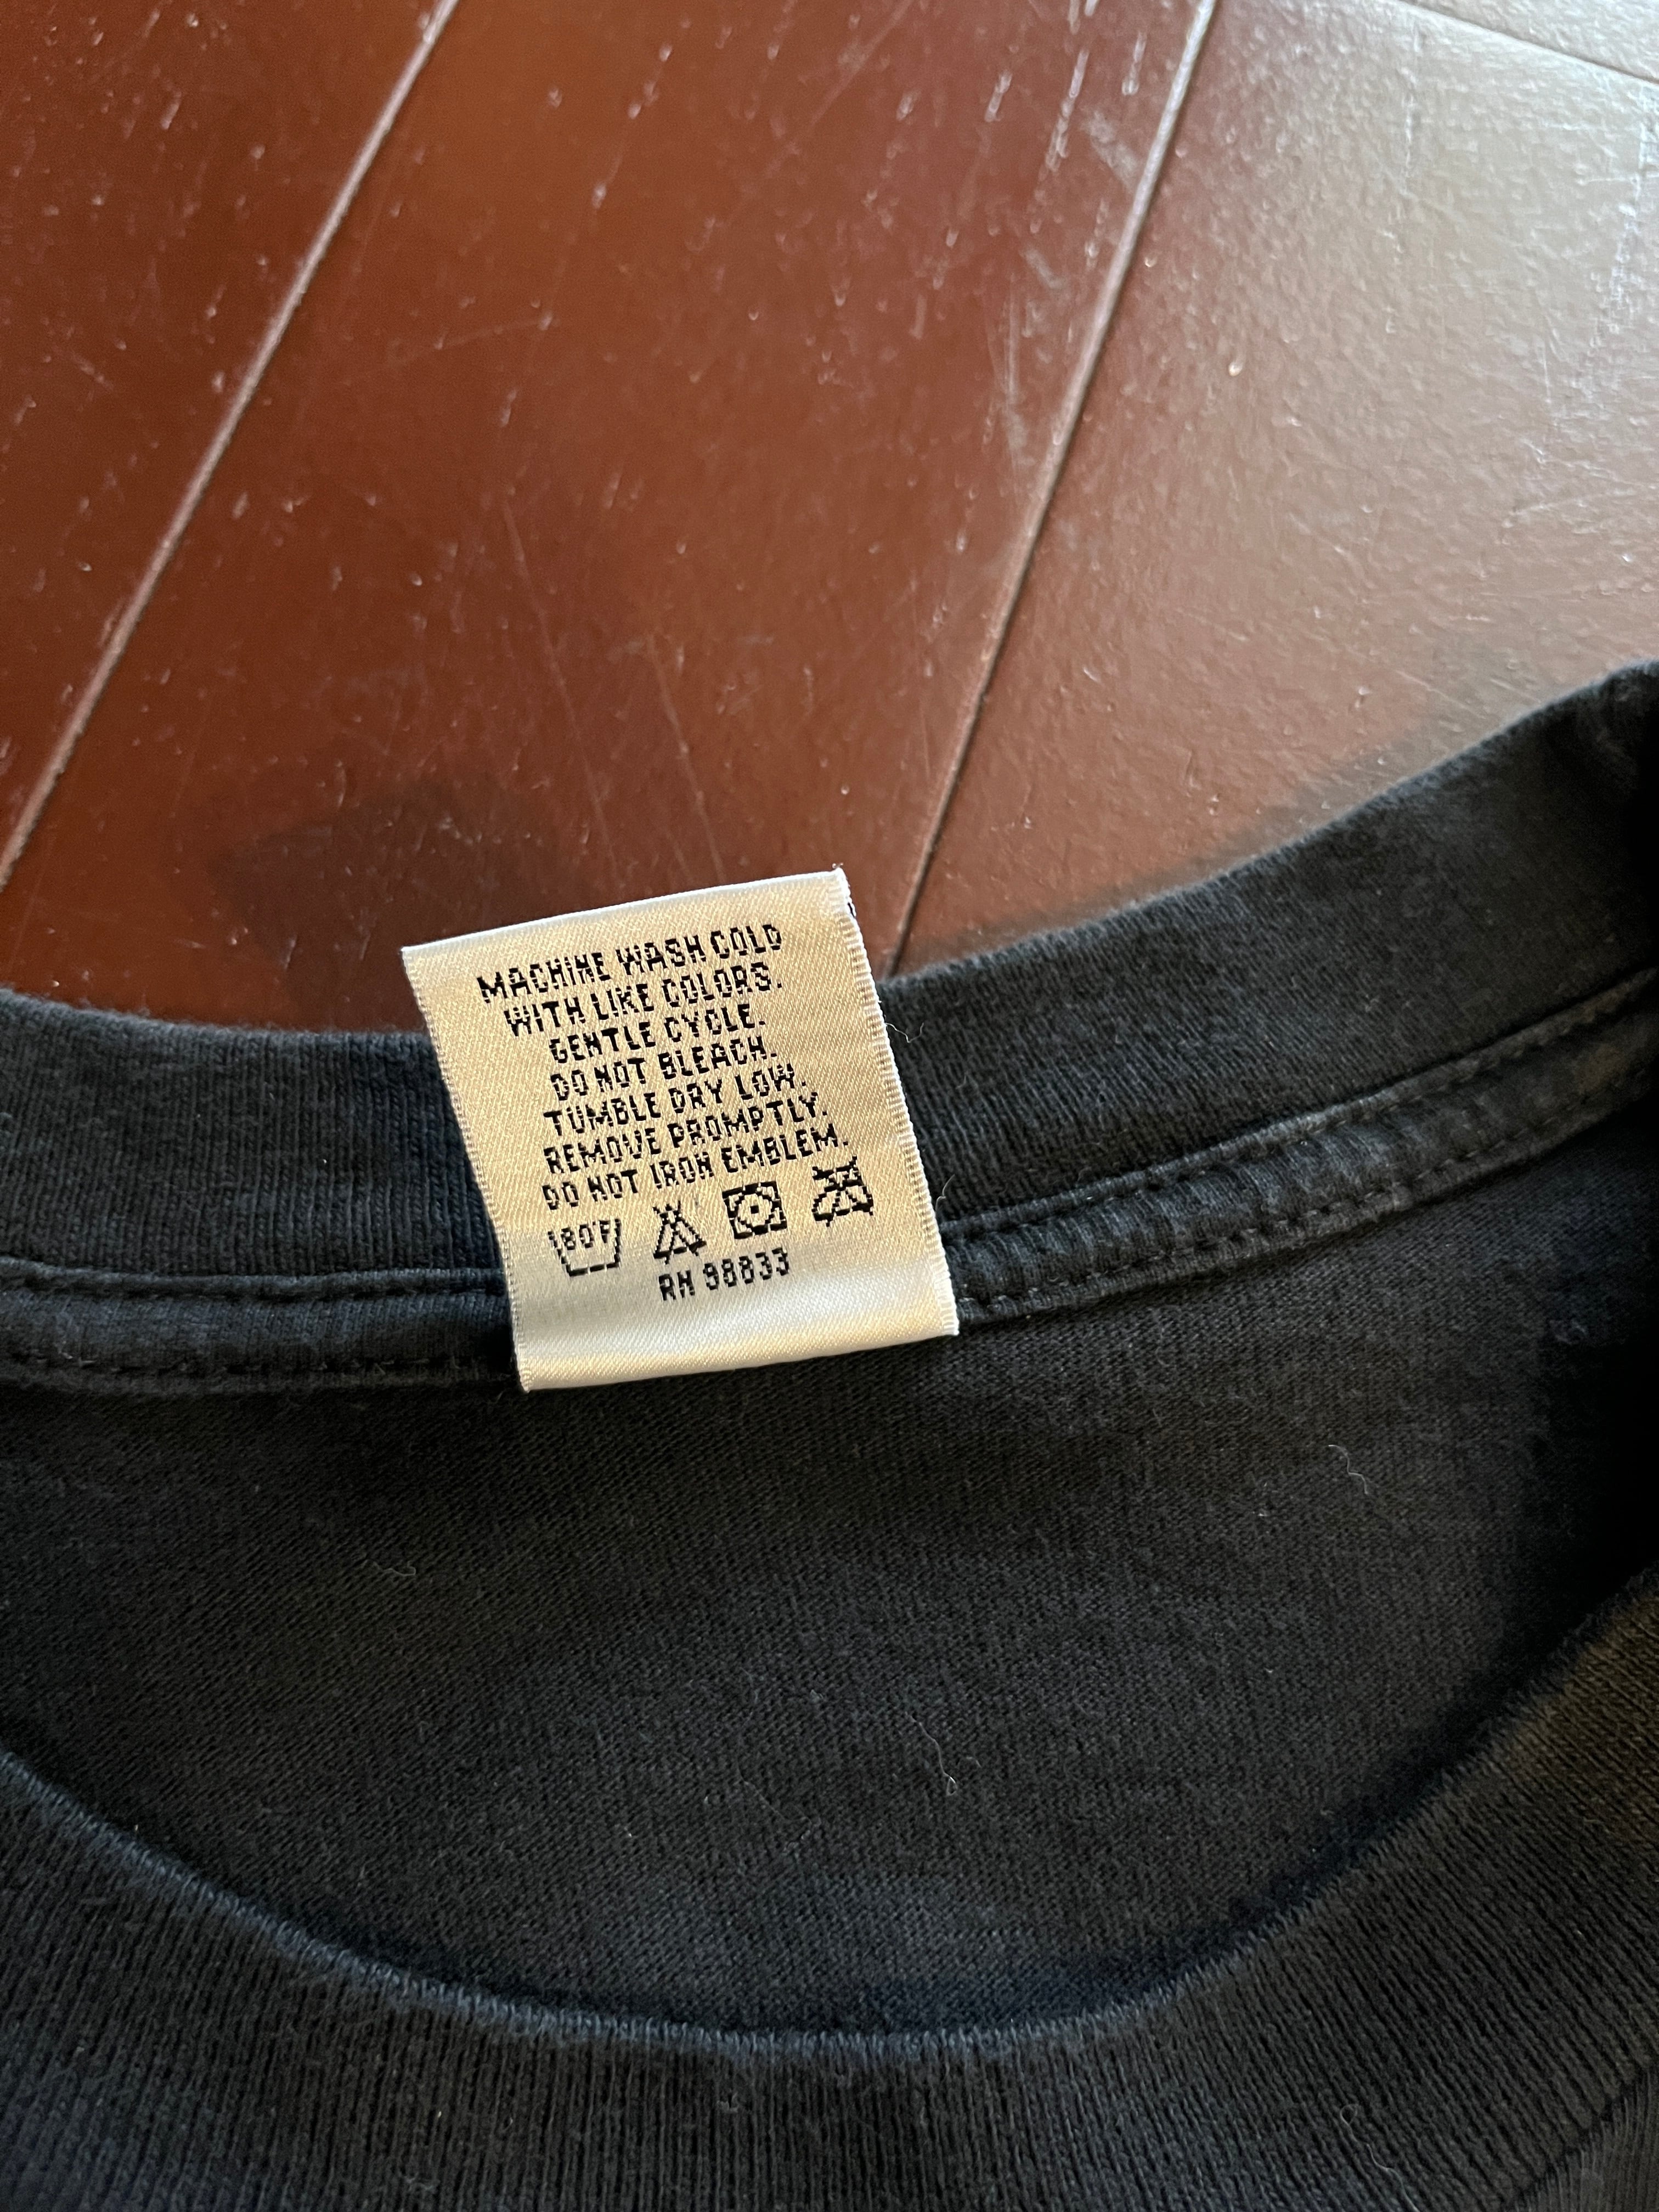 MACHINE WASH COLD
WITH LIKE COLORS.
GENTLE CYCLE.
DO NOT BLEACH.
TUMBLE DRY LOW.
REMOVE PROMPTLY.
DO NOT IRON EMBLEM.
80°F
RN 98833